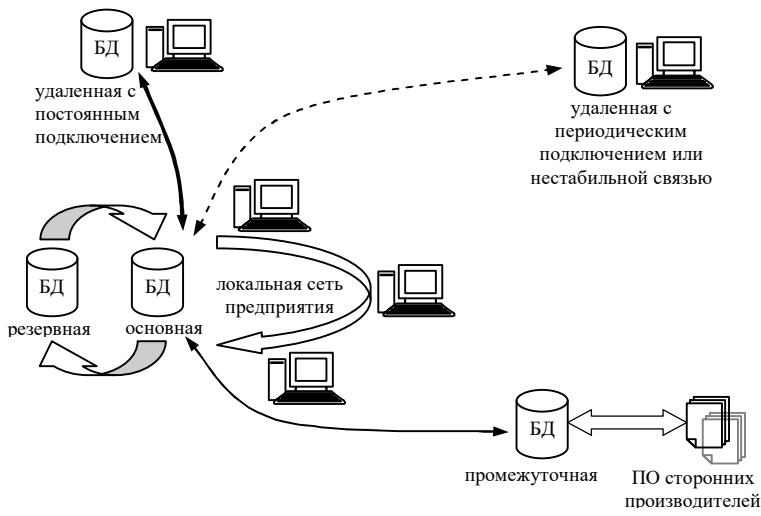 БД
удаленная с
постоянным
подключением
БД
удаленная с
периодическим
подключением или
нестабильной связью
БД
резервная
БД
основная
локальная сеть
предприятия
БД
промежуточная
ПО сторонних
производителей